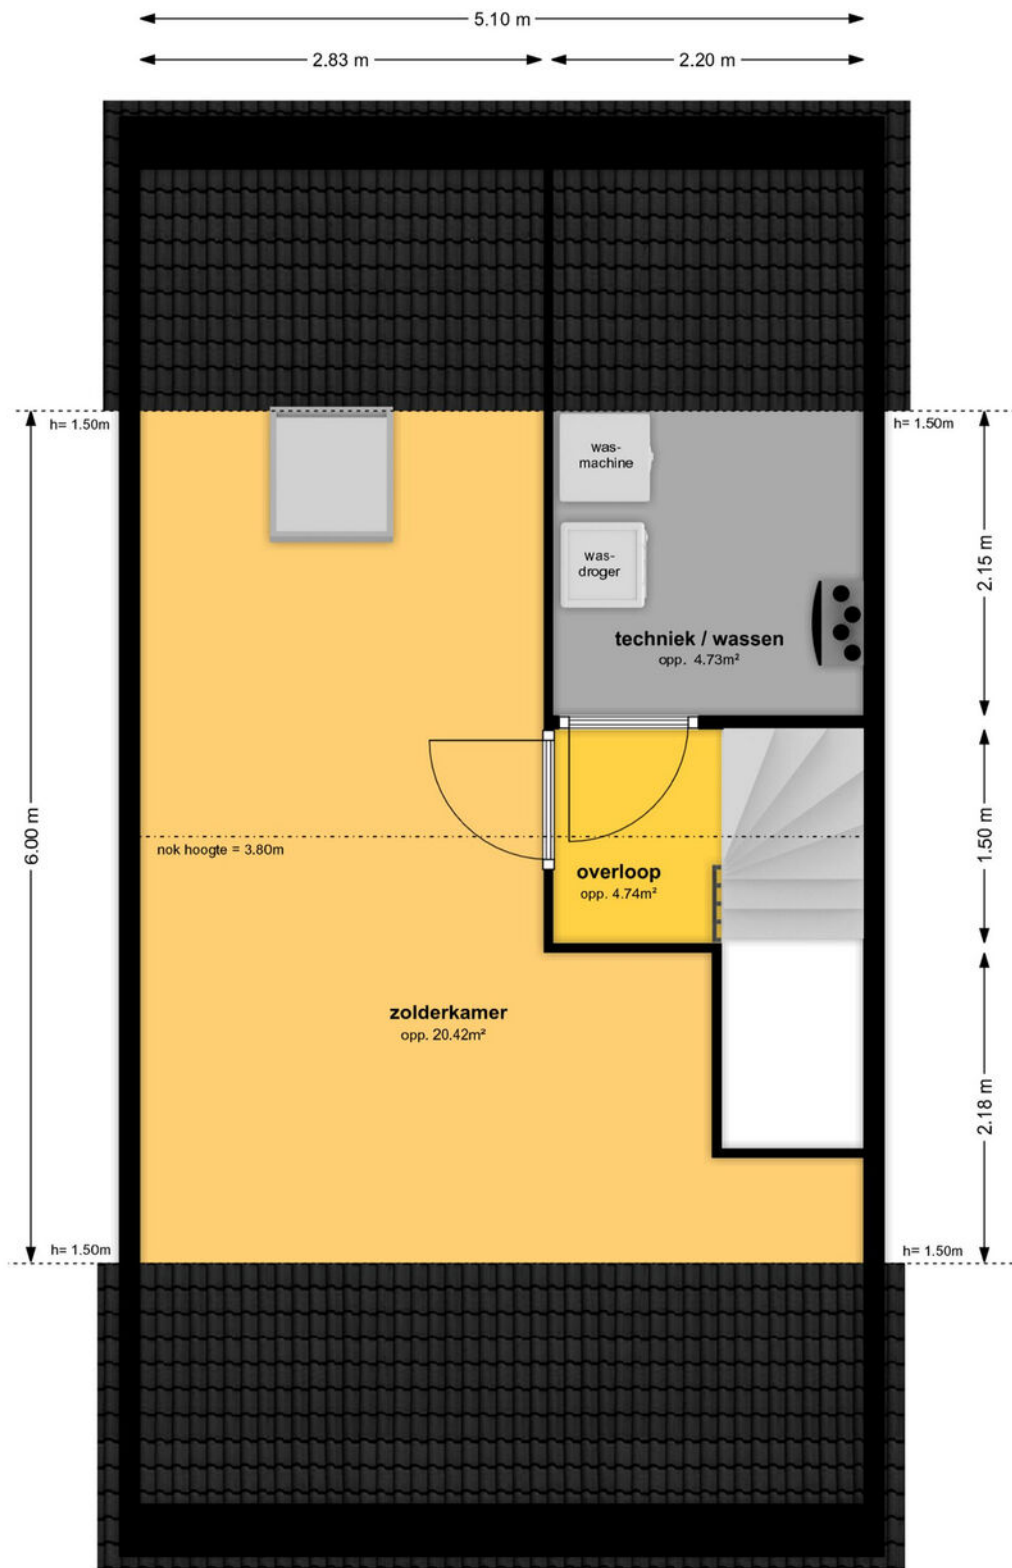 5.10 m
2.83 m
2.20 m
h= 1.50m
h= 1.50m
was-
machine
was-
droger
2.15 m
techniek / wassen
opp. 4.73m²
6.00 m
1.50 m
nok hoogte = 3.80m
overloop
opp. 4.74m²
zolderkamer
opp. 20.42m²
2.18 m
h= 1.50m
h= 1.50m